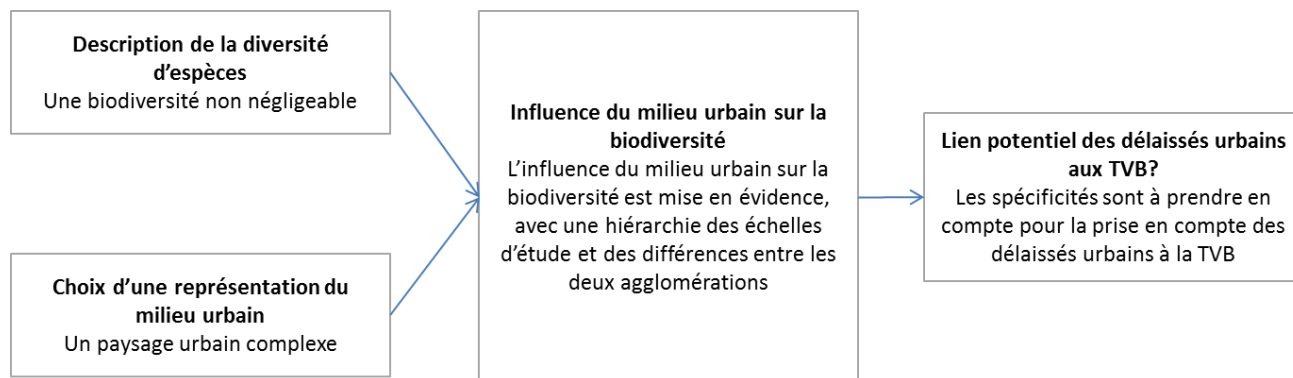 Description de la diversité
d’espèces
Une biodiversité non négligeable
Choix d’une représentation du
milieu urbain
Un paysage urbain complexe
Influence du milieu urbain sur la
biodiversité
L’influence du milieu urbain sur la
biodiversité est mise en évidence,
avec une hiérarchie des échelles
d’étude et des différences entre les
deux agglomérations
Lien potentiel des délaissés urbains
aux TVB?
Les spécificités sont à prendre en
compte pour la prise en compte des
délaissés urbains à la TVB